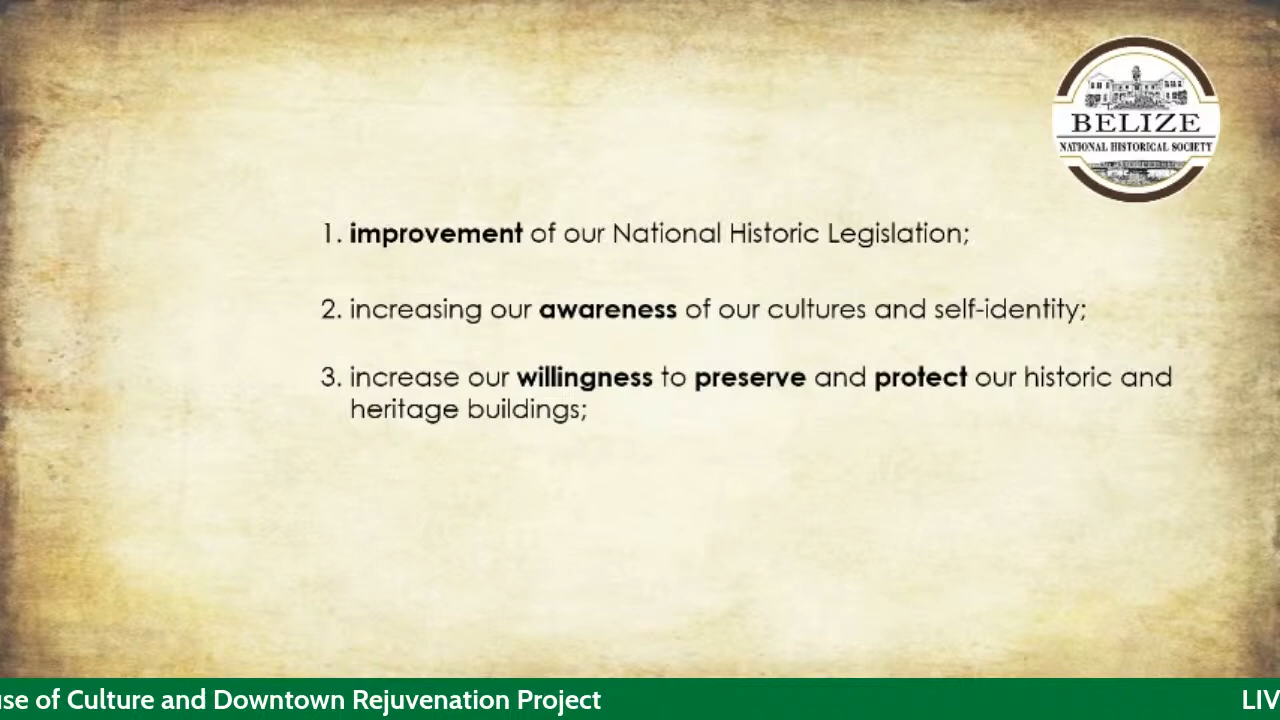 BELIZE
NATIONAL HISTORICAL SOCIETY
1. improvement of our National Historic Legislation;
2. increasing our awareness of our cultures and self-identity;
3. increase our willingness to preserve and protect our historic and
heritage buildings;
of Culture and Downtown Rejuvenation Project